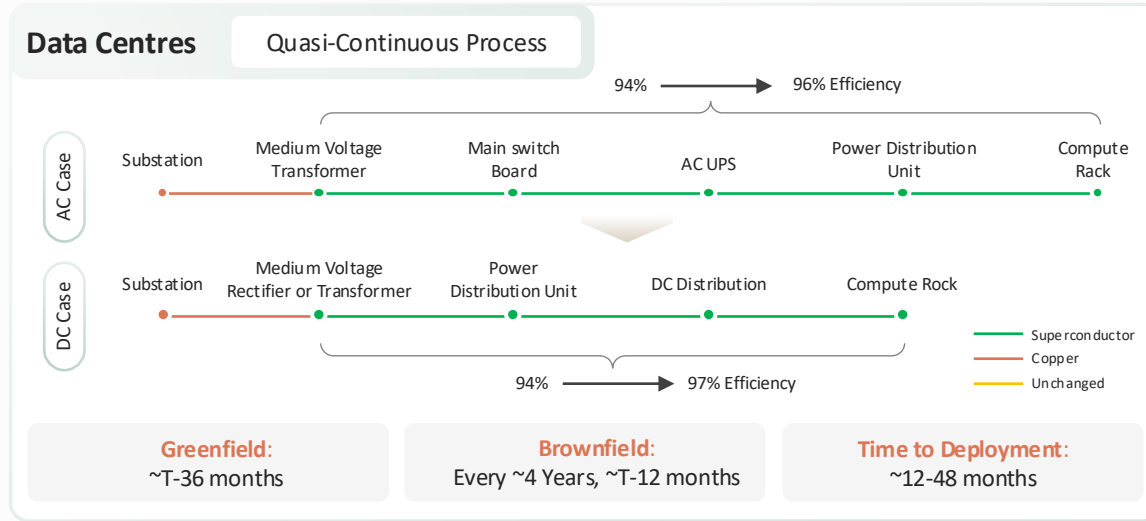 Data Centres
Quasi-Continuous Process
94%
96% Efficiency
AC Case
Substation
Medium Voltage
Transformer
Main switch
Board
AC UPS
Power Distribution
Unit
Compute
Rack
DC Case
Substation
Medium Voltage
Rectifier or Transformer
Power
Distribution Unit
DC Distribution
Compute Rock
Superconductor
Copper
Unchanged
94%
97% Efficiency
Greenfield:
~T-36 months
Brownfield:
Every ~4 Years, ~T-12 months
Time to Deployment:
~12-48 months